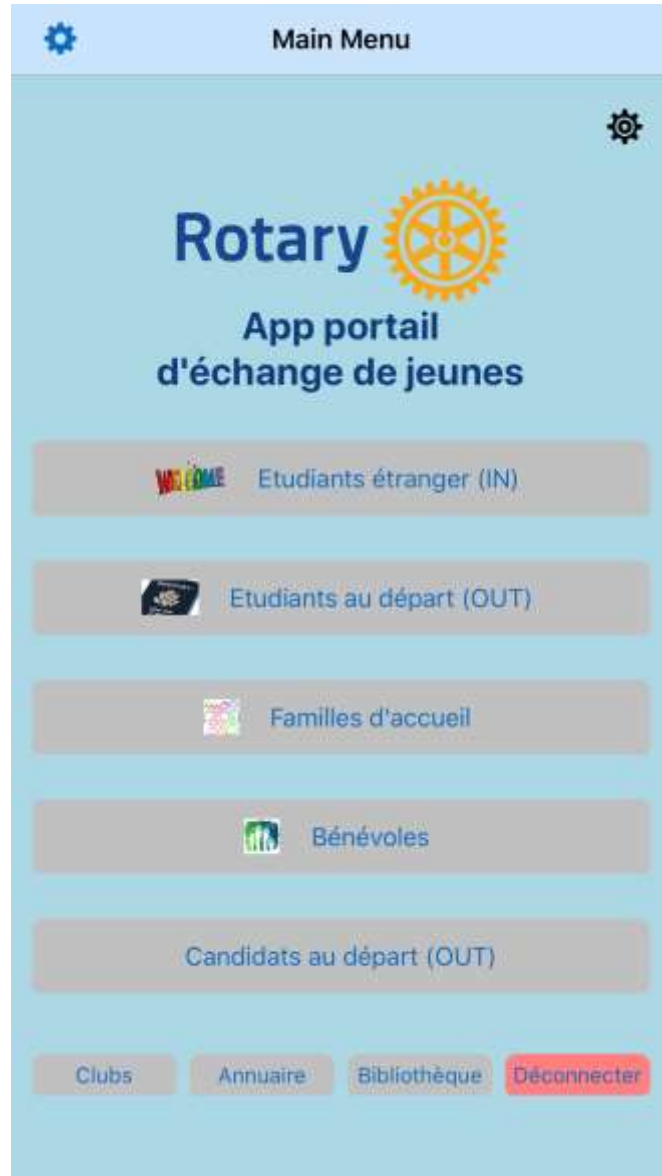 Main Menu
Rotary
App portail
d'échange de jeunes
WELCOME Etudiants étranger (IN)
Etudiants au départ (OUT)
Familles d'accueil
Bénévoles
Candidats au départ (OUT)
Clubs Annuaire Bibliothèque Déconnecter